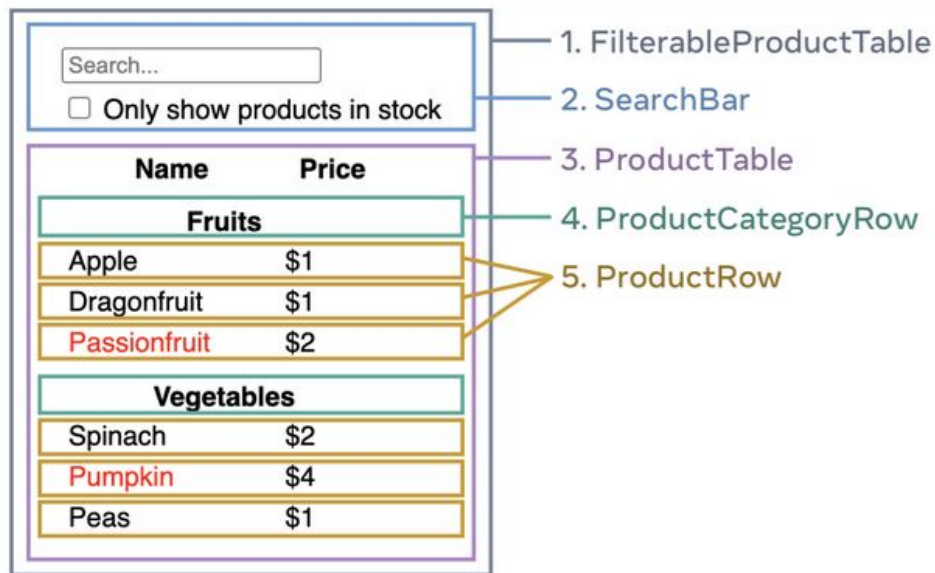 Search...
Only show products in stock
Name Price
Fruits
Apple $1
Dragonfruit $1
Passionfruit $2
Vegetables
Spinach $2
Pumpkin $4
Peas $1
1. FilterableProductTable
2. SearchBar
3. ProductTable
4. ProductCategoryRow
5. ProductRow